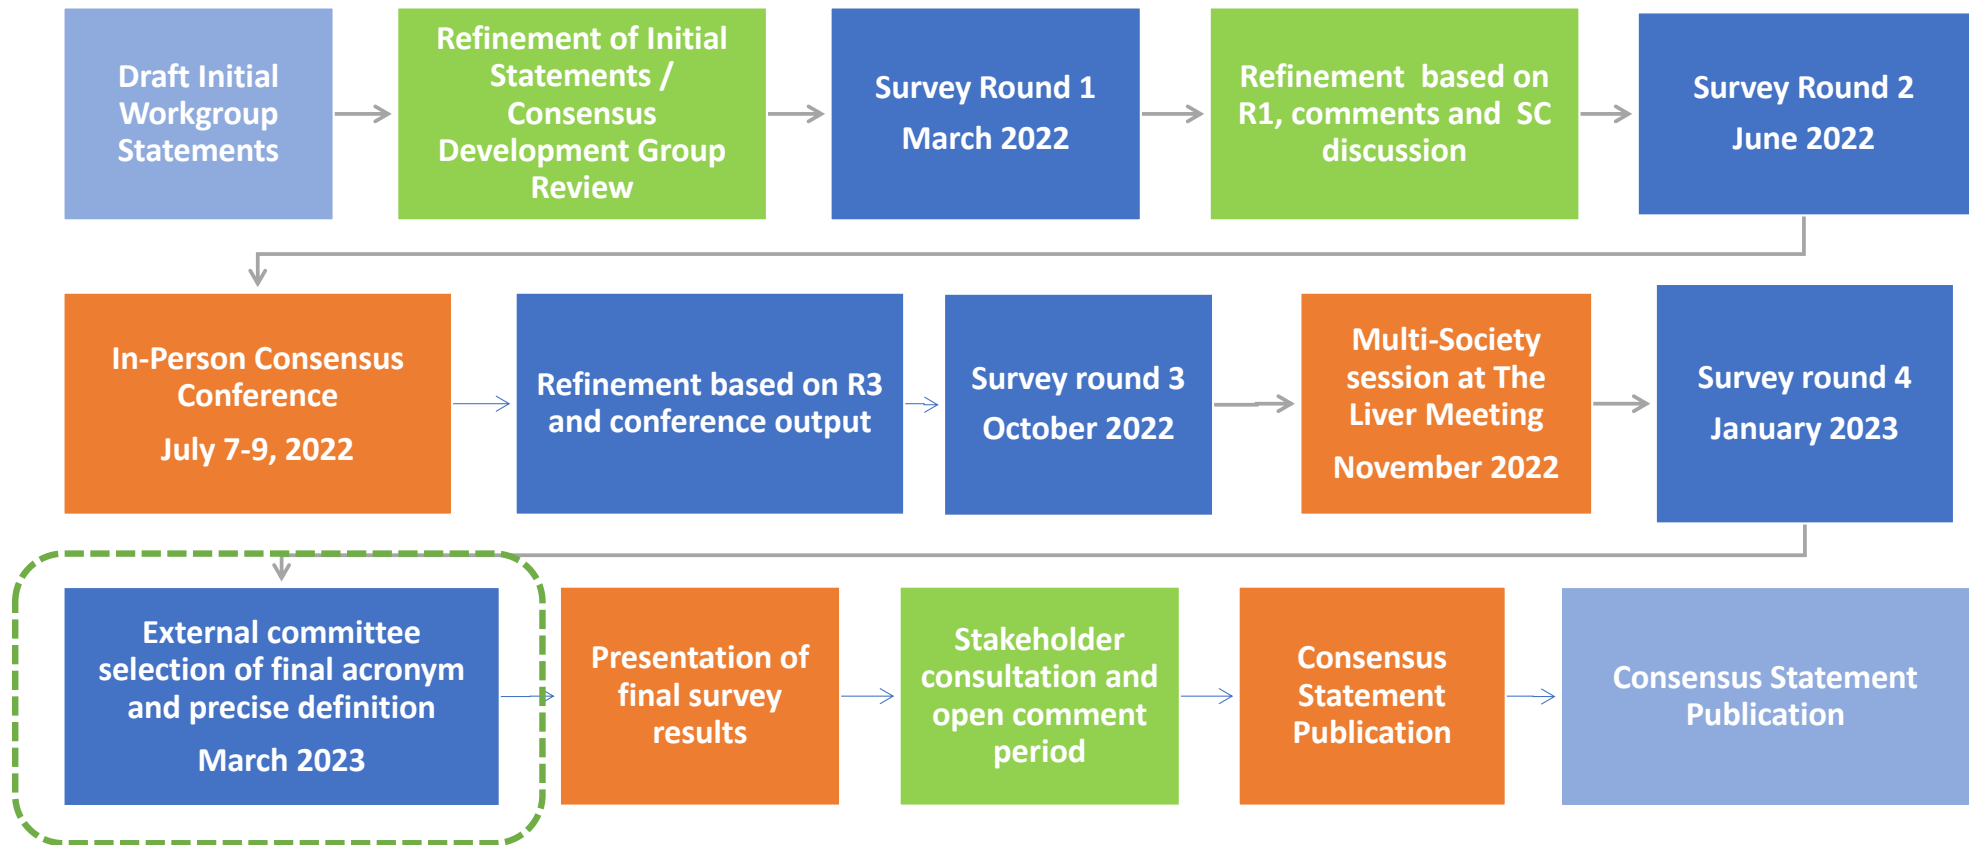 Draft Initial
Workgroup
Statements
Refinement of Initial
Statements /
Consensus
Development Group
Review
Survey Round 1
March 2022
Refinement based on
R1, comments and SC
discussion
Survey Round 2
June 2022
In-Person Consensus
Conference
July 7-9, 2022
Refinement based on R3
and conference output
Survey round 3
October 2022
Multi-Society
session at The
Liver Meeting
November 2022
Survey round 4
January 2023
External committee
selection of final acronym
and precise definition
March 2023
Presentation of
final survey
results
Stakeholder
consultation and
open comment
period
Consensus
Statement
Publication
Consensus Statement
Publication